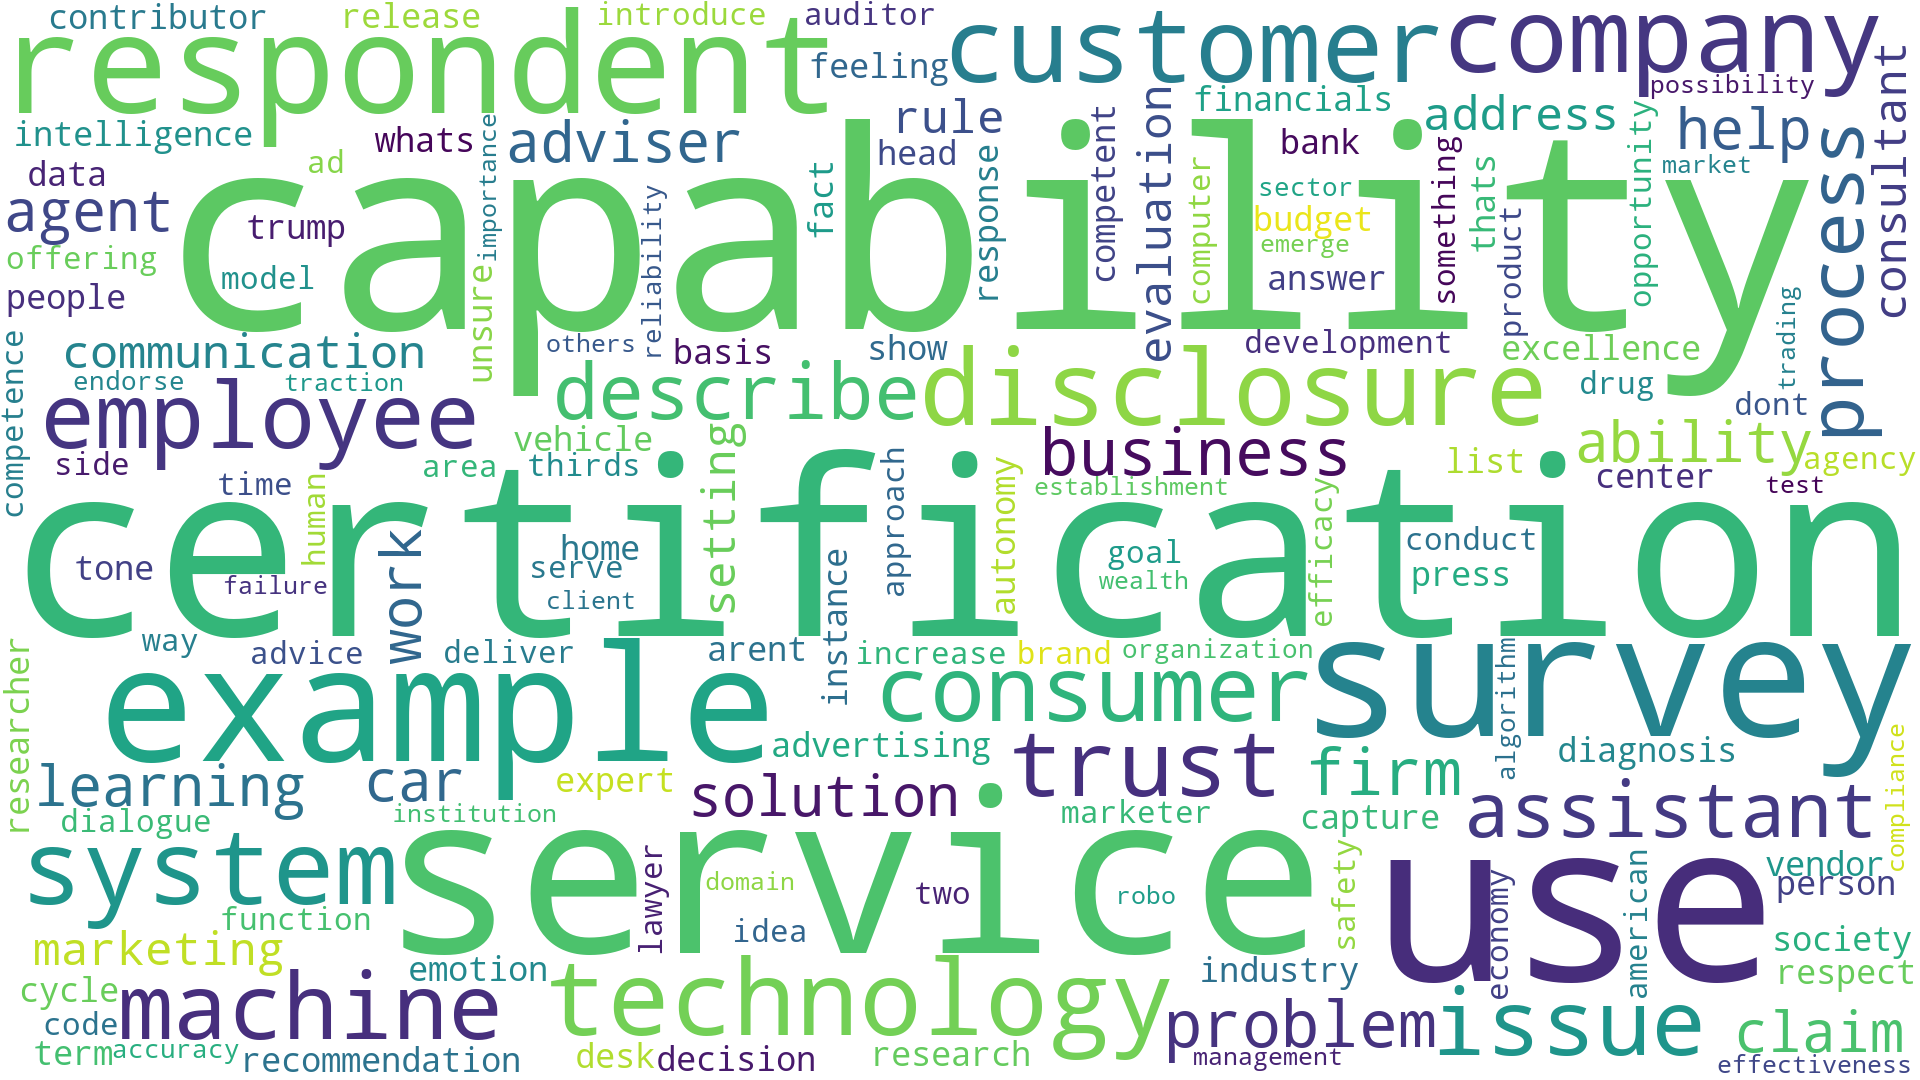 contributor
release
introduce
auditor
respondent
customer
company
feeling
possibility
consultant
intelligence
whats
importance
adviser
rule
financials
address
help
data
ad
head
bank
market
capability
agent
trump
reliability
fact
response
competent
evaluation
computer
sector
budget
emerge
something
thats
opportunity
product
process
offering
model
people
unsure
answer
trading
communication
others
basis
show
development
excellence
competence
endorse
traction
employee
describe
disclosure
drug
dont
vehicle
business
ability
side
area
thirds
setting
list
agency
center
time
certification
establishment
test
human
approach
autonomy
efficacy
tone
work
home
goal
conduct
failure
serve
wealth
press
client
instance
way
advice
deliver
arent
increase
brand
organization
survey
researcher
example
consumer
algorithm
advertising
trust
diagnosis
learning
car
expert
solution
firm
compliance
dialogue
institution
marketer
capture
assistant
system
service
use
lawyer
domain
two
robo
safety
economy
american
vendor
person
function
idea
marketing
emotion
industry
society
respect
cycle
machine
technology
code
problem
issue
claim
term
accuracy
recommendation
desk
decision
research
management
effectiveness